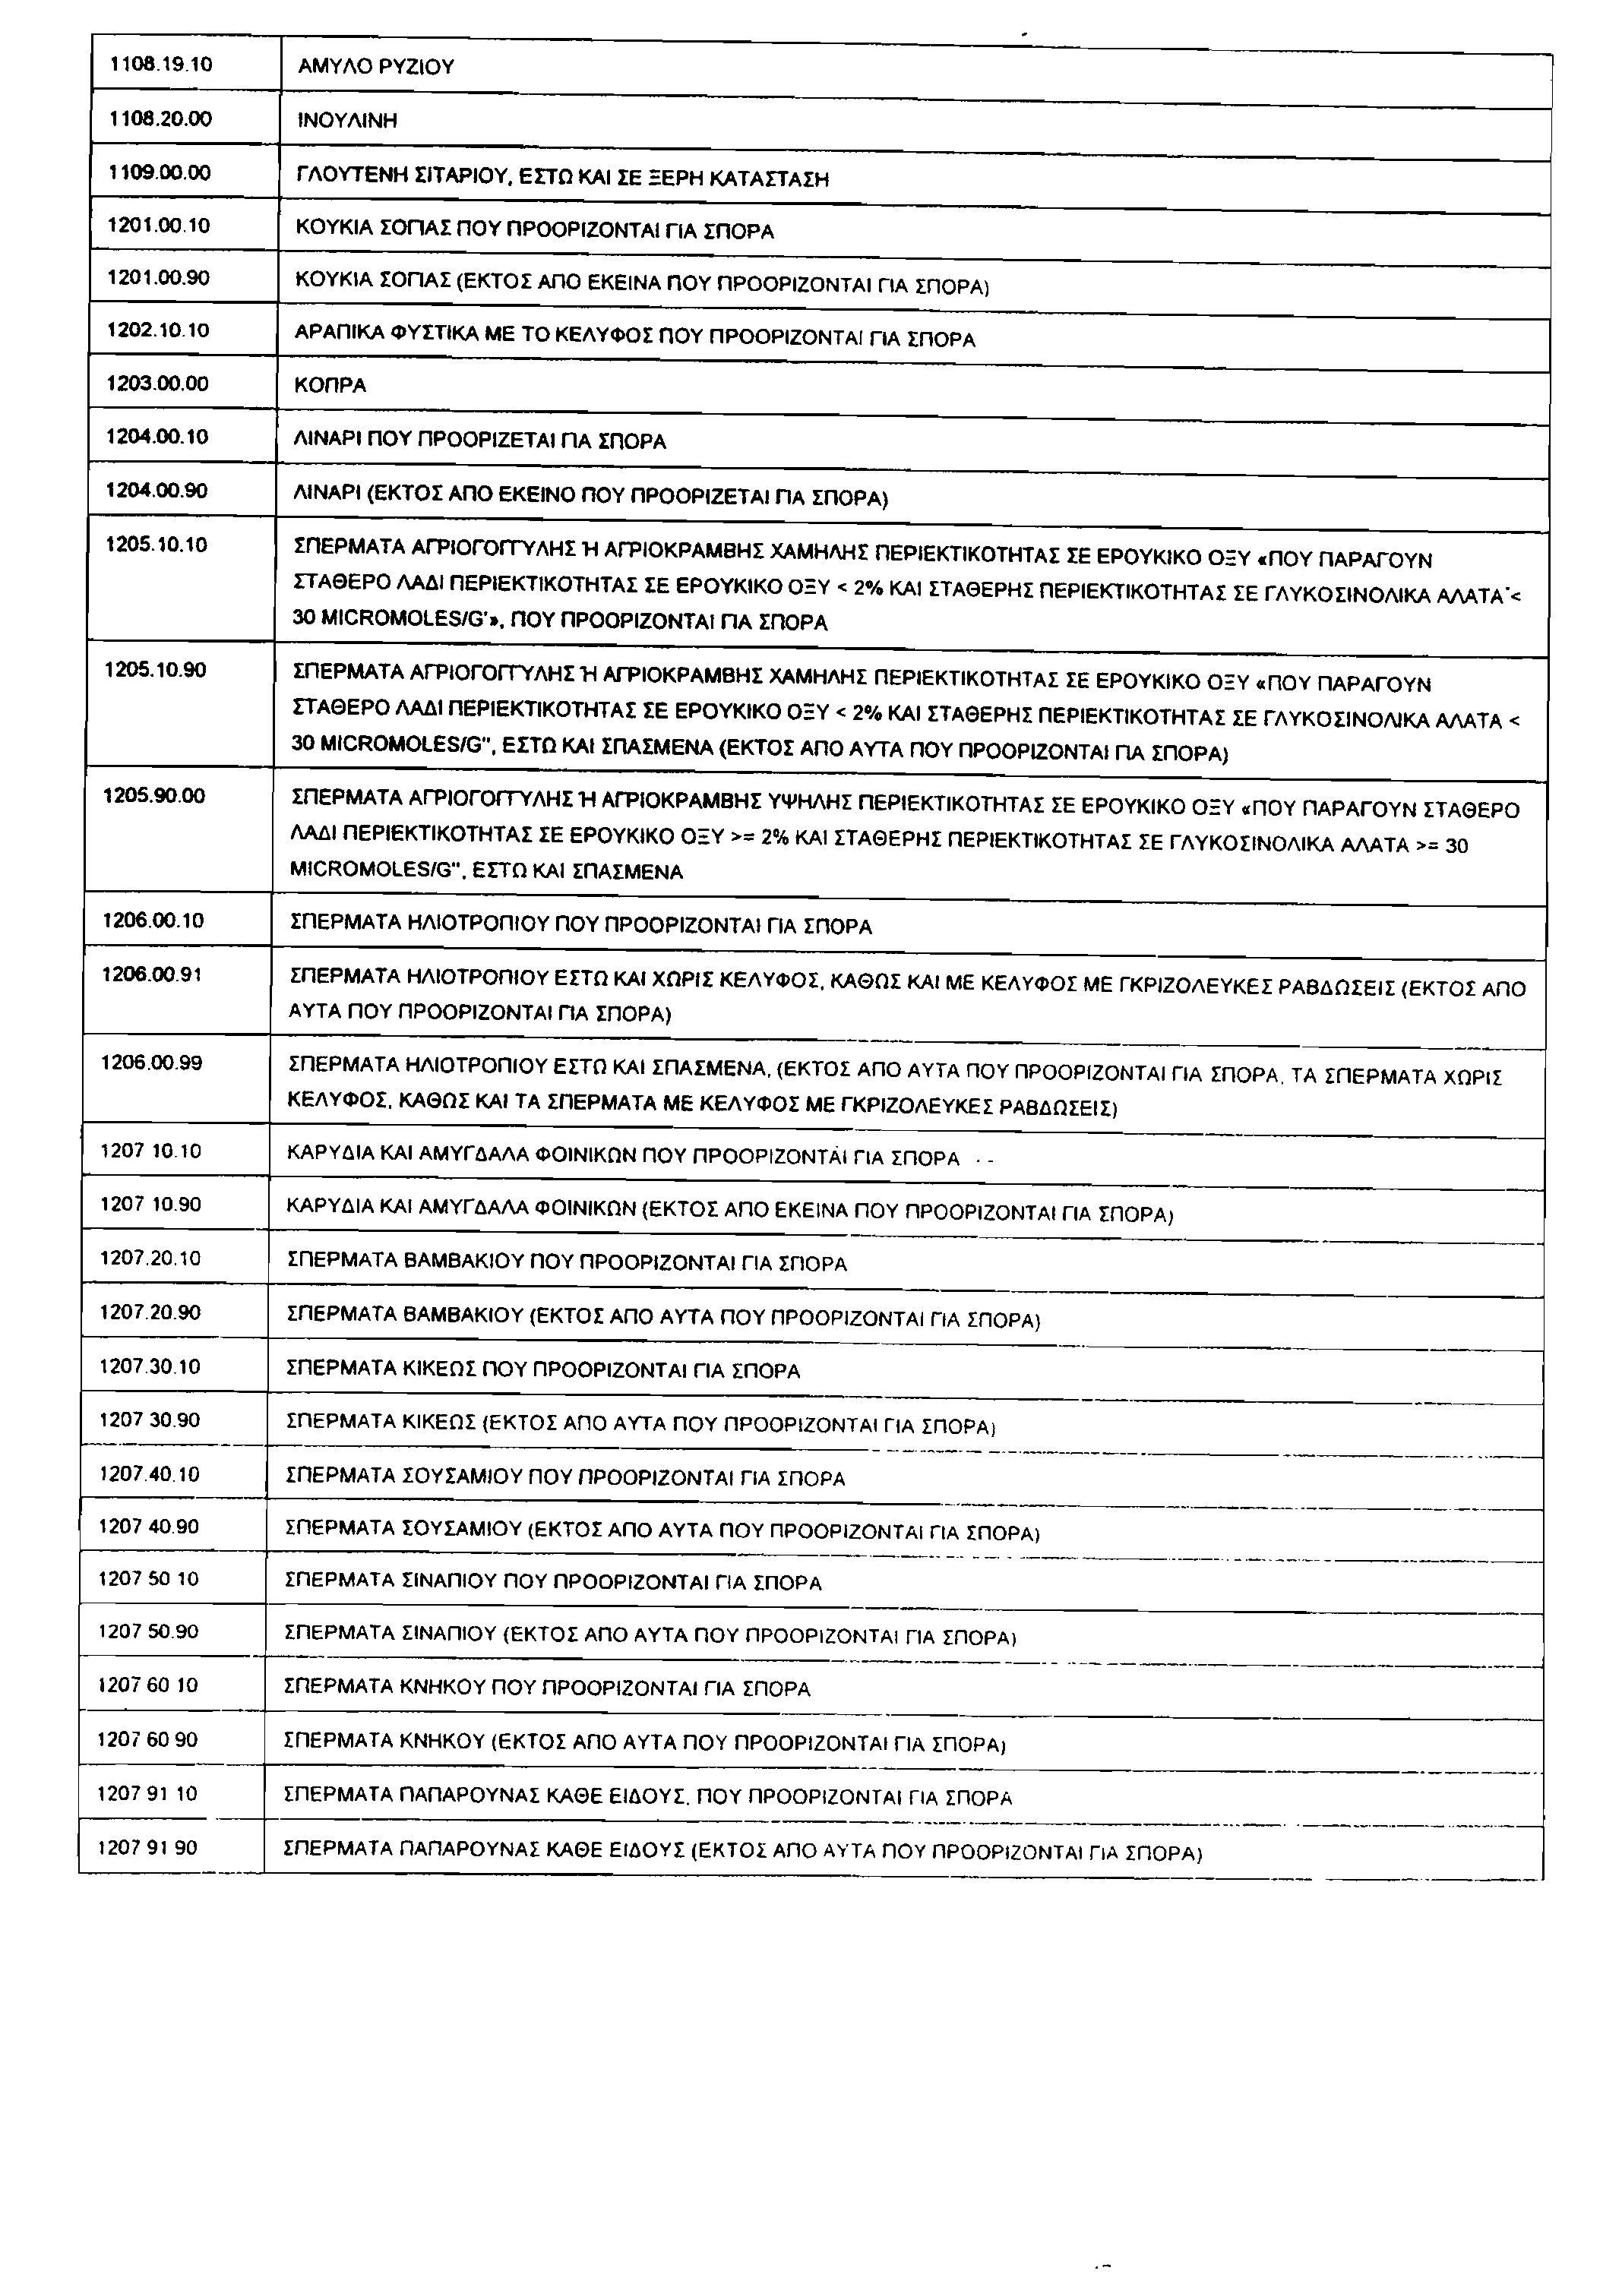 1108.19.10 ΑΜΥΛΟ ΡΥΖΙΟΥ
1108.20.00 ΙΝΟΥΛΙΝΗ
1109.00.00 ΓΛΟΥΤΕΝΗ ΣΙΤΑΡΙΟΥ, ΕΣΤΩ ΚΑΙ ΣΕ ΞΕΡΗ ΚΑΤΑΣΤΑΣΗ
1201.00.10 ΚΟΥΚΙΑ ΣΟΓΙΑΣ ΠΟΥ ΠΡΟΟΡΙΖΟΝΤΑΙ ΓΙΑ ΣΠΟΡΑ
1201.00.90 ΚΟΥΚΙΑ ΣΟΓΙΑΣ (ΕΚΤΟΣ ΑΠΟ ΕΚΕΙΝΑ ΠΟΥ ΠΡΟΟΡΙΖΟΝΤΑΙ ΓΙΑ ΣΠΟΡΑ)
1202.10.10 ΑΡΑΠΙΚΑ ΦΥΣΤΙΚΑ ΜΕ ΤΟ ΚΕΛΥΦΟΣ ΠΟΥ ΠΡΟΟΡΙΖΟΝΤΑΙ ΓΙΑ ΣΠΟΡΑ
1203.00.00 ΚΟΠΡΑ
1204.00.10 ΛΙΝΑΡΙ ΠΟΥ ΠΡΟΟΡΙΖΕΤΑΙ ΓΙΑ ΣΠΟΡΑ
1204.00.90 ΛΙΝΑΡΙ (ΕΚΤΟΣ ΑΠΟ ΕΚΕΙΝΟ ΠΟΥ ΠΡΟΟΡΙΖΕΤΑΙ ΓΙΑ ΣΠΟΡΑ)
1205.10.10 ΣΠΕΡΜΑΤΑ ΑΓΡΙΟΓΟΓΓΥΛΗΣ Ή ΑΓΡΙΟΚΡΑΜΒΗΣ ΧΑΜΗΛΗΣ ΠΕΡΙΕΚΤΙΚΟΤΗΤΑΣ ΣΕ ΕΡΟΥΚΙΚΟ ΟΞΥ «ΠΟΥ ΠΑΡΑΓΟΥΝ
ΣΤΑΘΕΡΟ ΛΑΔΙ ΠΕΡΙΕΚΤΙΚΟΤΗΤΑΣ ΣΕ ΕΡΟΥΚΙΚΟ ΟΞΥ < 2% ΚΑΙ ΣΤΑΘΕΡΗΣ ΠΕΡΙΕΚΤΙΚΟΤΗΤΑΣ ΣΕ ΓΛΥΚΟΣΙΝΟΛΙΚΑ ΑΛΑΤΑ <
30 MICROMOLES/G'», ΠΟΥ ΠΡΟΟΡΙΖΟΝΤΑΙ ΓΙΑ ΣΠΟΡΑ
1205.10.90 ΣΠΕΡΜΑΤΑ ΑΓΡΙΟΓΟΓΓΥΛΗΣ Ή ΑΓΡΙΟΚΡΑΜΒΗΣ ΧΑΜΗΛΗΣ ΠΕΡΙΕΚΤΙΚΟΤΗΤΑΣ ΣΕ ΕΡΟΥΚΙΚΟ ΟΞΥ «ΠΟΥ ΠΑΡΑΓΟΥΝ
ΣΤΑΘΕΡΟ ΛΑΔΙ ΠΕΡΙΕΚΤΙΚΟΤΗΤΑΣ ΣΕ ΕΡΟΥΚΙΚΟ ΟΞΥ < 2% ΚΑΙ ΣΤΑΘΕΡΗΣ ΠΕΡΙΕΚΤΙΚΟΤΗΤΑΣ ΣΕ ΓΛΥΚΟΣΙΝΟΛΙΚΑ ΑΛΑΤΑ <
30 MICROMOLES/G", ΕΣΤΩ ΚΑΙ ΣΠΑΣΜΕΝΑ (ΕΚΤΟΣ ΑΠΟ ΑΥΤΑ ΠΟΥ ΠΡΟΟΡΙΖΟΝΤΑΙ ΓΙΑ ΣΠΟΡΑ)
1205.90.00 ΣΠΕΡΜΑΤΑ ΑΓΡΙΟΓΟΓΓΥΛΗΣ Ή ΑΓΡΙΟΚΡΑΜΒΗΣ ΥΨΗΛΗΣ ΠΕΡΙΕΚΤΙΚΟΤΗΤΑΣ ΣΕ ΕΡΟΥΚΙΚΟ ΟΞΥ «ΠΟΥ ΠΑΡΑΓΟΥΝ ΣΤΑΘΕΡΟ
ΛΑΔΙ ΠΕΡΙΕΚΤΙΚΟΤΗΤΑΣ ΣΕ ΕΡΟΥΚΙΚΟ ΟΞΥ >= 2% ΚΑΙ ΣΤΑΘΕΡΗΣ ΠΕΡΙΕΚΤΙΚΟΤΗΤΑΣ ΣΕ ΓΛΥΚΟΣΙΝΟΛΙΚΑ ΑΛΑΤΑ >= 30
MICROMOLES/G", ΕΣΤΩ ΚΑΙ ΣΠΑΣΜΕΝΑ
1206.00.10 ΣΠΕΡΜΑΤΑ ΗΛΙΟΤΡΟΠΙΟΥ ΠΟΥ ΠΡΟΟΡΙΖΟΝΤΑΙ ΓΙΑ ΣΠΟΡΑ
1206.00.91 ΣΠΕΡΜΑΤΑ ΗΛΙΟΤΡΟΠΙΟΥ ΕΣΤΩ ΚΑΙ ΧΩΡΙΣ ΚΕΛΥΦΟΣ, ΚΑΘΩΣ ΚΑΙ ΜΕ ΚΕΛΥΦΟΣ ΜΕ ΓΚΡΙΖΟΛΕΥΚΕΣ ΡΑΒΔΩΣΕΙΣ (ΕΚΤΟΣ ΑΠΟ
ΑΥΤΑ ΠΟΥ ΠΡΟΟΡΙΖΟΝΤΑΙ ΓΙΑ ΣΠΟΡΑ)
1206.00.99 ΣΠΕΡΜΑΤΑ ΗΛΙΟΤΡΟΠΙΟΥ ΕΣΤΩ ΚΑΙ ΣΠΑΣΜΕΝΑ, (ΕΚΤΟΣ ΑΠΟ ΑΥΤΑ ΠΟΥ ΠΡΟΟΡΙΖΟΝΤΑΙ ΓΙΑ ΣΠΟΡΑ, ΤΑ ΣΠΕΡΜΑΤΑ ΧΩΡΙΣ
ΚΕΛΥΦΟΣ, ΚΑΘΩΣ ΚΑΙ ΤΑ ΣΠΕΡΜΑΤΑ ΜΕ ΚΕΛΥΦΟΣ ΜΕ ΓΚΡΙΖΟΛΕΥΚΕΣ ΡΑΒΔΩΣΕΙΣ)
1207 10.10 ΚΑΡΥΔΙΑ ΚΑΙ ΑΜΥΓΔΑΛΑ ΦΟΙΝΙΚΩΝ ΠΟΥ ΠΡΟΟΡΙΖΟΝΤΑΙ ΓΙΑ ΣΠΟΡΑ
1207 10.90 ΚΑΡΥΔΙΑ ΚΑΙ ΑΜΥΓΔΑΛΑ ΦΟΙΝΙΚΩΝ (ΕΚΤΟΣ ΑΠΟ ΕΚΕΙΝΑ ΠΟΥ ΠΡΟΟΡΙΖΟΝΤΑΙ ΓΙΑ ΣΠΟΡΑ)
1207.20.10 ΣΠΕΡΜΑΤΑ ΒΑΜΒΑΚΙΟΥ ΠΟΥ ΠΡΟΟΡΙΖΟΝΤΑΙ ΓΙΑ ΣΠΟΡΑ
1207.20.90 ΣΠΕΡΜΑΤΑ ΒΑΜΒΑΚΙΟΥ (ΕΚΤΟΣ ΑΠΟ ΑΥΤΑ ΠΟΥ ΠΡΟΟΡΙΖΟΝΤΑΙ ΓΙΑ ΣΠΟΡΑ)
1207.30.10 ΣΠΕΡΜΑΤΑ ΚΙΚΕΩΣ ΠΟΥ ΠΡΟΟΡΙΖΟΝΤΑΙ ΓΙΑ ΣΠΟΡΑ
1207 30.90 ΣΠΕΡΜΑΤΑ ΚΙΚΕΩΣ (ΕΚΤΟΣ ΑΠΟ ΑΥΤΑ ΠΟΥ ΠΡΟΟΡΙΖΟΝΤΑΙ ΓΙΑ ΣΠΟΡΑ)
1207.40.10 ΣΠΕΡΜΑΤΑ ΣΟΥΣΑΜΙΟΥ ΠΟΥ ΠΡΟΟΡΙΖΟΝΤΑΙ ΓΙΑ ΣΠΟΡΑ
1207 40.90 ΣΠΕΡΜΑΤΑ ΣΟΥΣΑΜΙΟΥ (ΕΚΤΟΣ ΑΠΟ ΑΥΤΑ ΠΟΥ ΠΡΟΟΡΙΖΟΝΤΑΙ ΓΙΑ ΣΠΟΡΑ)
1207 50 10 ΣΠΕΡΜΑΤΑ ΣΙΝΑΠΙΟΥ ΠΟΥ ΠΡΟΟΡΙΖΟΝΤΑΙ ΓΙΑ ΣΠΟΡΑ
1207 50.90 ΣΠΕΡΜΑΤΑ ΣΙΝΑΠΙΟΥ (ΕΚΤΟΣ ΑΠΟ ΑΥΤΑ ΠΟΥ ΠΡΟΟΡΙΖΟΝΤΑΙ ΓΙΑ ΣΠΟΡΑ)
1207 60 10 ΣΠΕΡΜΑΤΑ ΚΝΗΚΟΥ ΠΟΥ ΠΡΟΟΡΙΖΟΝΤΑΙ ΓΙΑ ΣΠΟΡΑ
1207 60 90 ΣΠΕΡΜΑΤΑ ΚΝΗΚΟΥ (ΕΚΤΟΣ ΑΠΟ ΑΥΤΑ ΠΟΥ ΠΡΟΟΡΙΖΟΝΤΑΙ ΓΙΑ ΣΠΟΡΑ)
1207 91 10 ΣΠΕΡΜΑΤΑ ΠΑΠΑΡΟΥΝΑΣ ΚΑΘΕ ΕΙΔΟΥΣ, ΠΟΥ ΠΡΟΟΡΙΖΟΝΤΑΙ ΓΙΑ ΣΠΟΡΑ
1207 91 90 ΣΠΕΡΜΑΤΑ ΠΑΠΑΡΟΥΝΑΣ ΚΑΘΕ ΕΙΔΟΥΣ (ΕΚΤΟΣ ΑΠΟ ΑΥΤΑ ΠΟΥ ΠΡΟΟΡΙΖΟΝΤΑΙ ΓΙΑ ΣΠΟΡΑ)